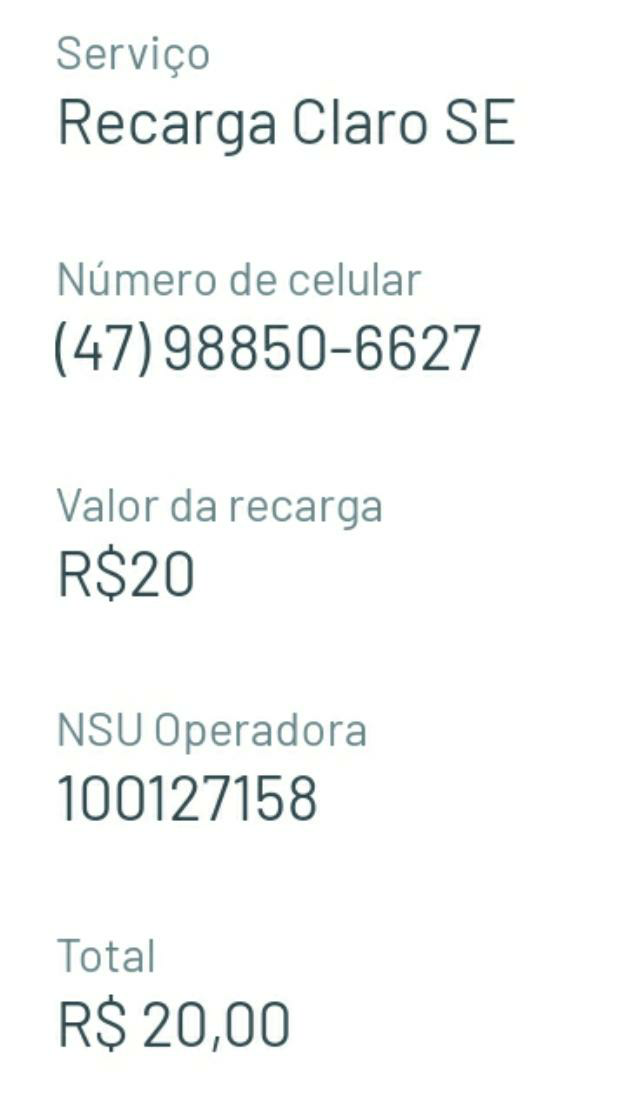 Serviço
Recarga Claro SE
Número de celular
(47) 98850-6627
Valor da recarga
R$20
NSU Operadora
100127158
Total
R$ 20,00